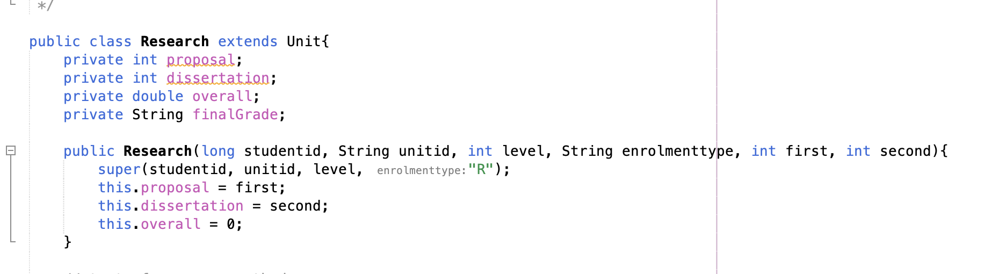 */
public class Research extends Unit{
private int proposal;
private int dissertation;
private double overall;
private String finalGrade;
public Research(long studentid, String unitid, int level, String enrolmenttype, int first, int second){
super(studentid, unitid, level, enrolmenttype:"R");
this.proposal = first;
this.dissertation = second;
this.overall = 0;
}